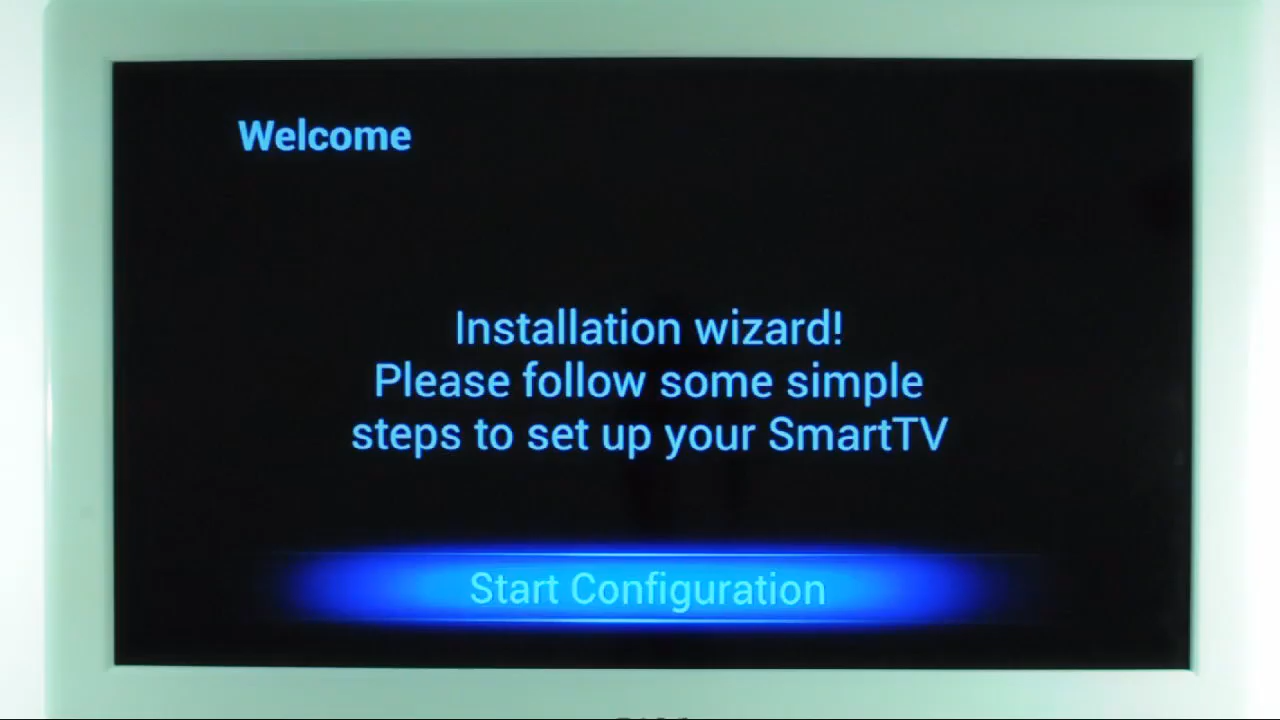 Welcome
Installation wizard!
Please follow some simple
steps to set up your SmartTV
Start Configuration